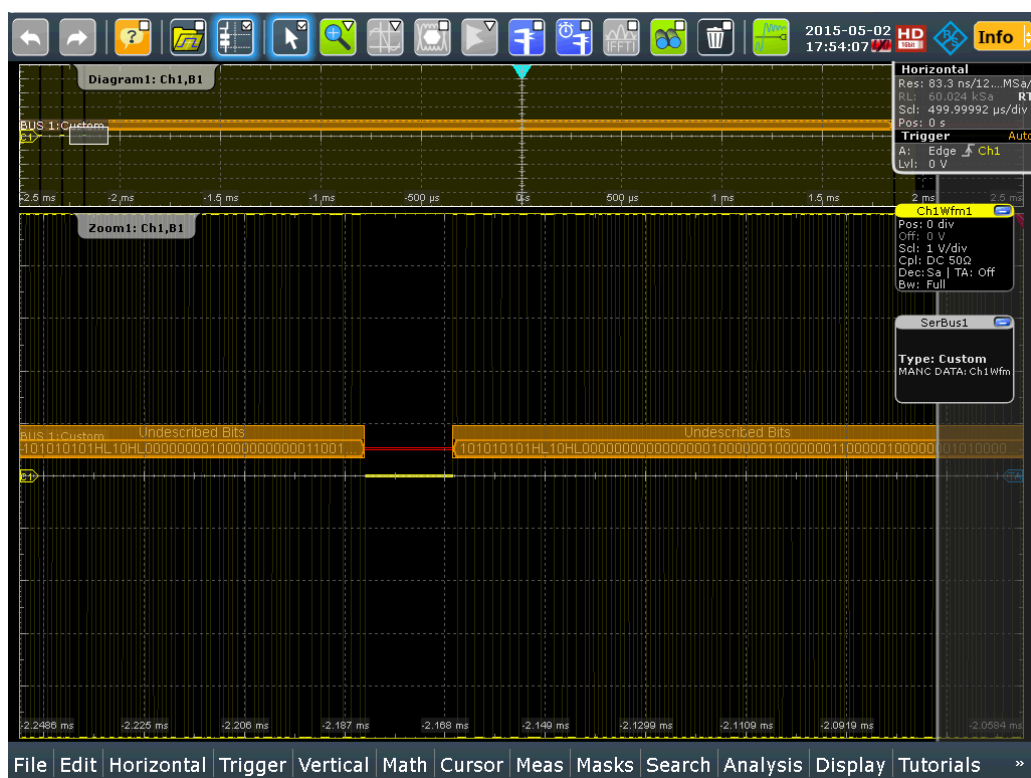 2015-05-02
17:54:07
HD
16bit
R&S
Info
Diagram1: Ch1,B1
BUS 1:Custom
C1
-2.5 ms -2 ms -1.5 ms -1 ms -500 µs 0 s 500 µs 1 ms 1.5 ms 2 ms 2.5 ms
Horizontal
Res: 83.3 ns/12....MSa/
RL: 60.024 kSa RT
Scl: 499.99992 µs/div
Pos: 0 s
Trigger Auto
A: Edge Ch1
Lvl: 0 V
Zoom1: Ch1,B1
Ch1Wfm1
Pos: 0 div
Off: 0 V
Scl: 1 V/div
Cpl: DC 50Ω
Dec: Sa | TA: Off
Bw: Full
SerBus1
Type: Custom
MANC DATA: Ch1Wfm
Undescribed Bits Undescribed Bits
BUS 1:Custom
C1 TA
-2.2486 ms -2.225 ms -2.206 ms -2.187 ms -2.168 ms -2.149 ms -2.1299 ms -2.1109 ms -2.0919 ms -2.0584 ms
File Edit Horizontal Trigger Vertical Math Cursor Meas Masks Search Analysis Display Tutorials »